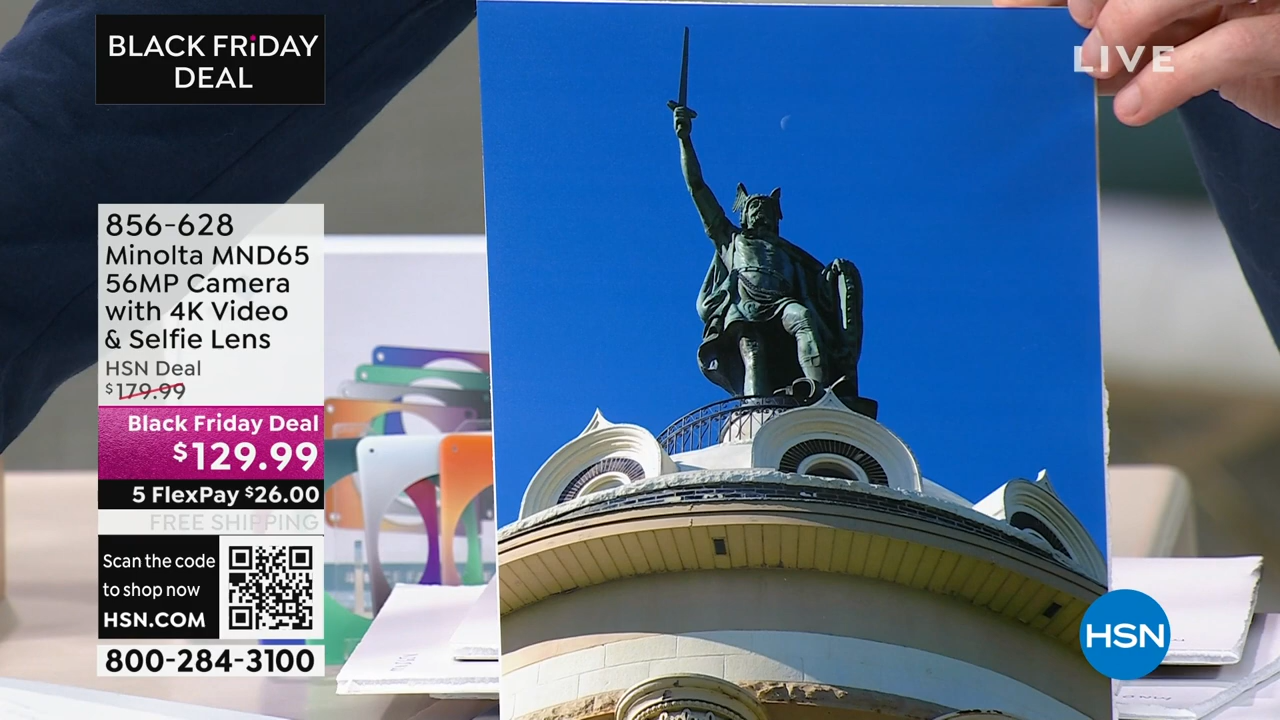 BLACK FRiDAY
DEAL
LIVE
856-628
Minolta MND65
56MP Camera
with 4K Video
& Selfie Lens
HSN Deal
$179.99
Black Friday Deal
$129.99
5 FlexPay $26.00
FREE SHIPPING
Scan the code
to shop now
HSN.COM
800-284-3100
HSN